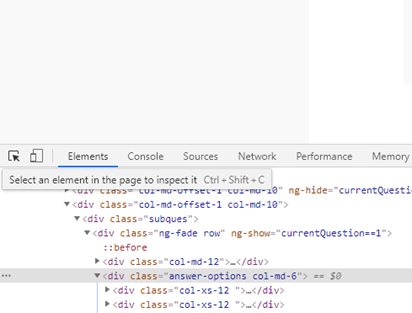 Elements Console Sources Network Performance Memory
Select an element in the page to inspect it Ctrl + Shift + C
<div class="col-md-offset-1 col-md-10" ng-hide="currentQues
<div class="col-md-offset-1 col-md-10">
<div class="subques">
<div class="ng-fade row" ng-show="currentQuestion==1">
::before
<div class="col-md-12">…</div>
... <div class="answer-options col-md-6"> == $0
<div class="col-xs-12 ">…</div>
<div class="col-xs-12 ">…</div>